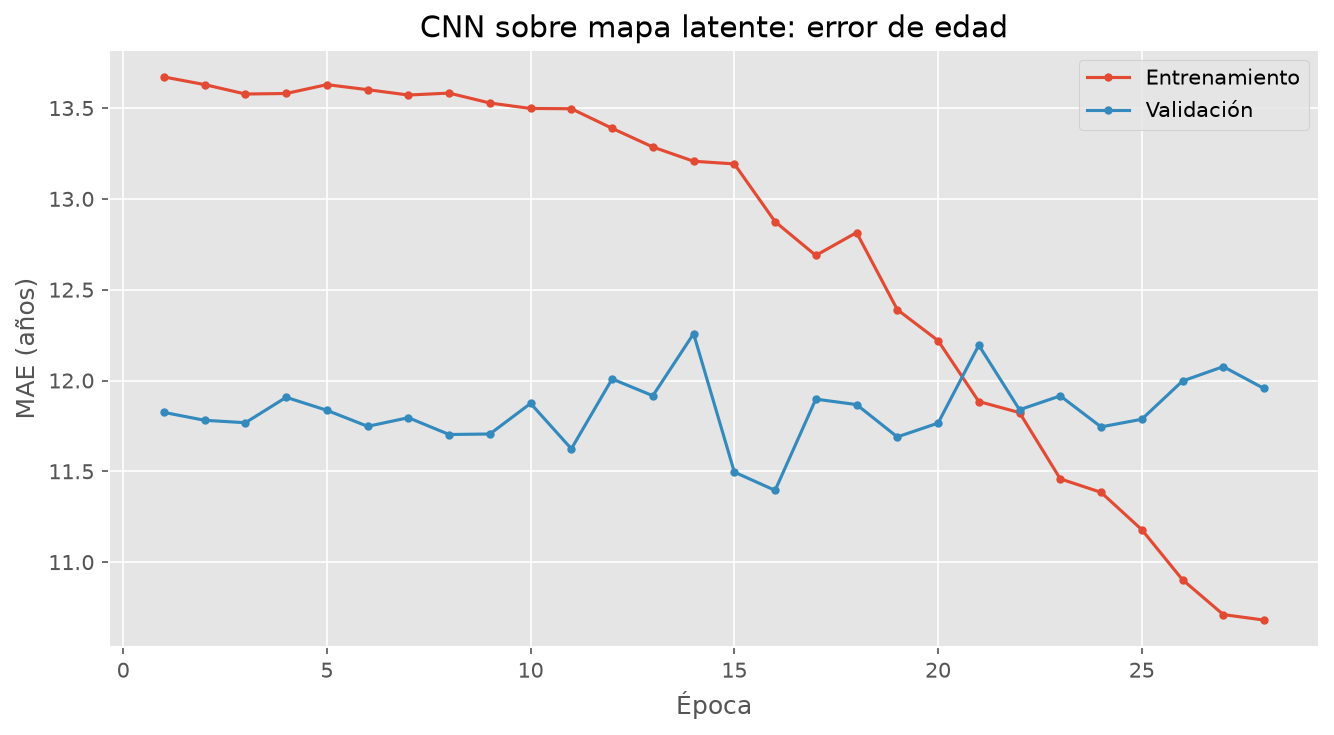 CNN sobre mapa latente: error de edad
Entrenamiento
Validación
MAE (años)
13.5
13.0
12.5
12.0
11.5
11.0
0 5 10 15 20 25
Época